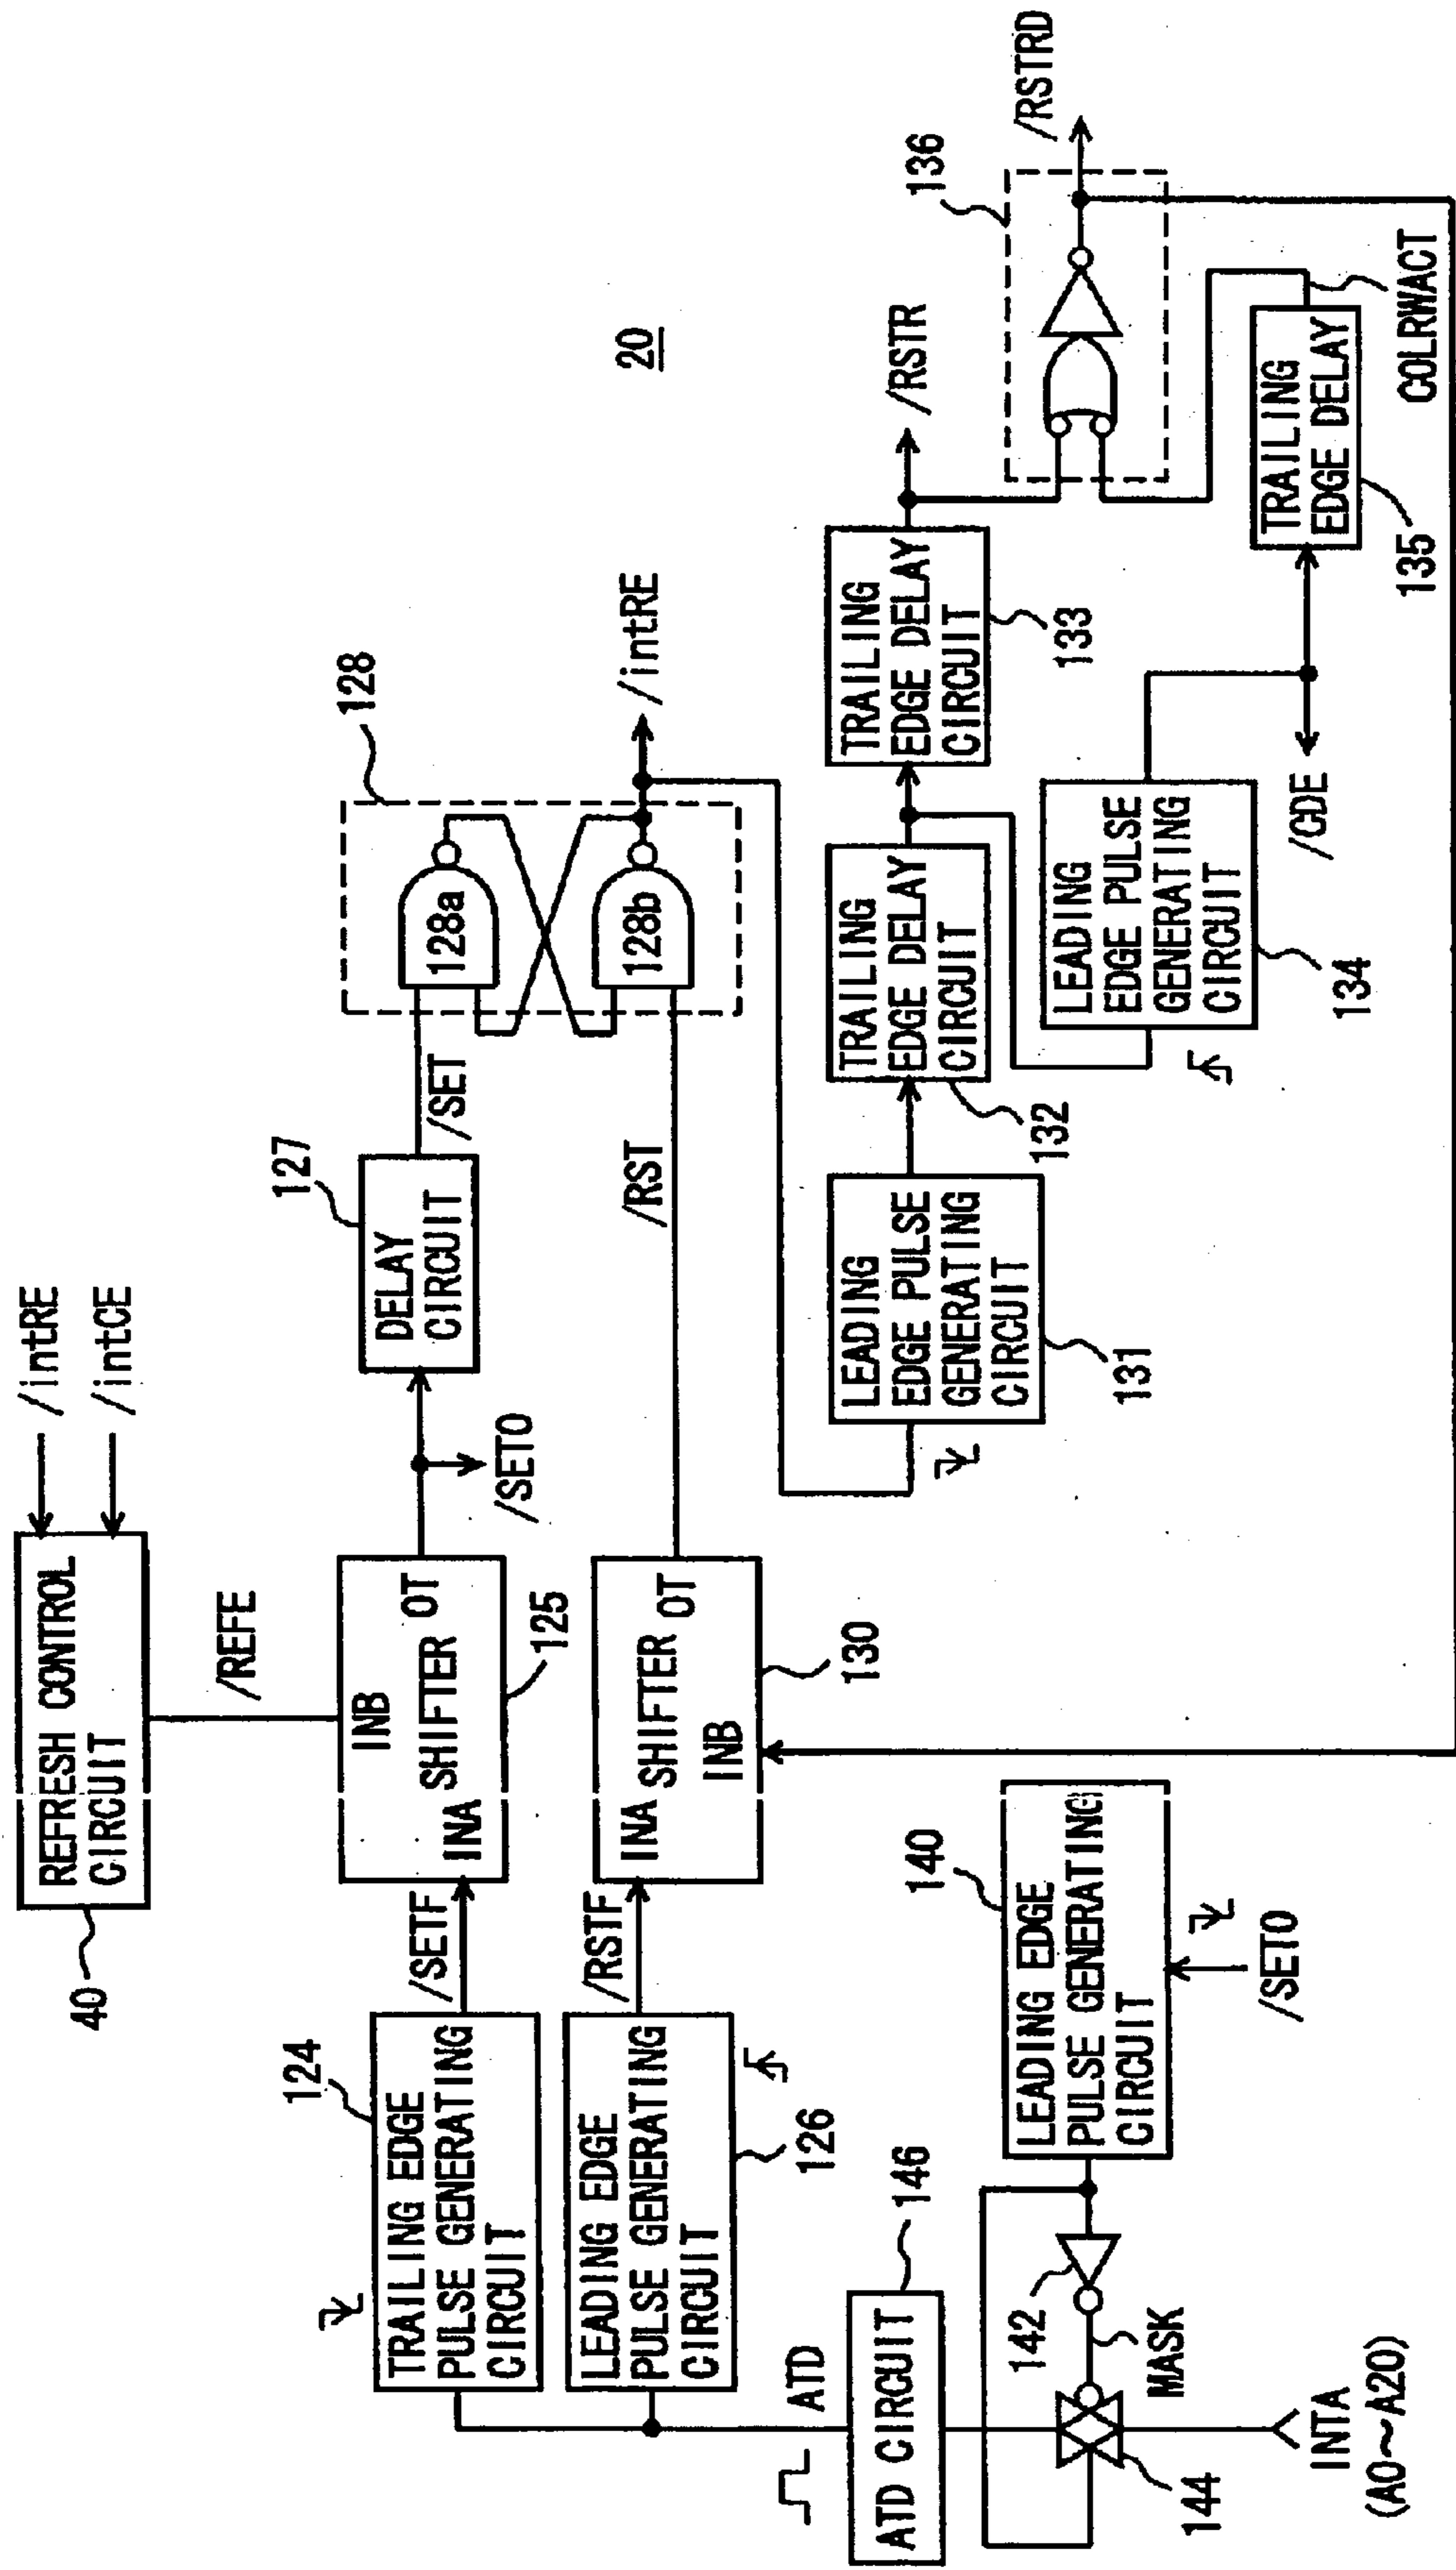 40
REFRESH CONTROL
CIRCUIT
/intRE
/intCE
/REFE
124
TRAILING EDGE
PULSE GENERATING
CIRCUIT
/SETF
INB
INA
SHIFTER
OT
125
/SET0
127
DELAY
CIRCUIT
/SET
128
128a
128b
/intRE
20
LEADING EDGE
PULSE GENERATING
CIRCUIT
126
/RSTF
INA
SHIFTER
OT
INB
130
/RST
ATD
146
ATD CIRCUIT
LEADING
EDGE PULSE
GENERATING
CIRCUIT
131
TRAILING
EDGE DELAY
CIRCUIT
132
TRAILING
EDGE DELAY
CIRCUIT
133
/RSTR
136
/RSTRD
142
MASK
144
INTA
(A0~A20)
140
LEADING EDGE
PULSE GENERATING
CIRCUIT
/SET0
LEADING
EDGE PULSE
GENERATING
CIRCUIT
134
/CDE
TRAILING
EDGE DELAY
135
COLRWACT